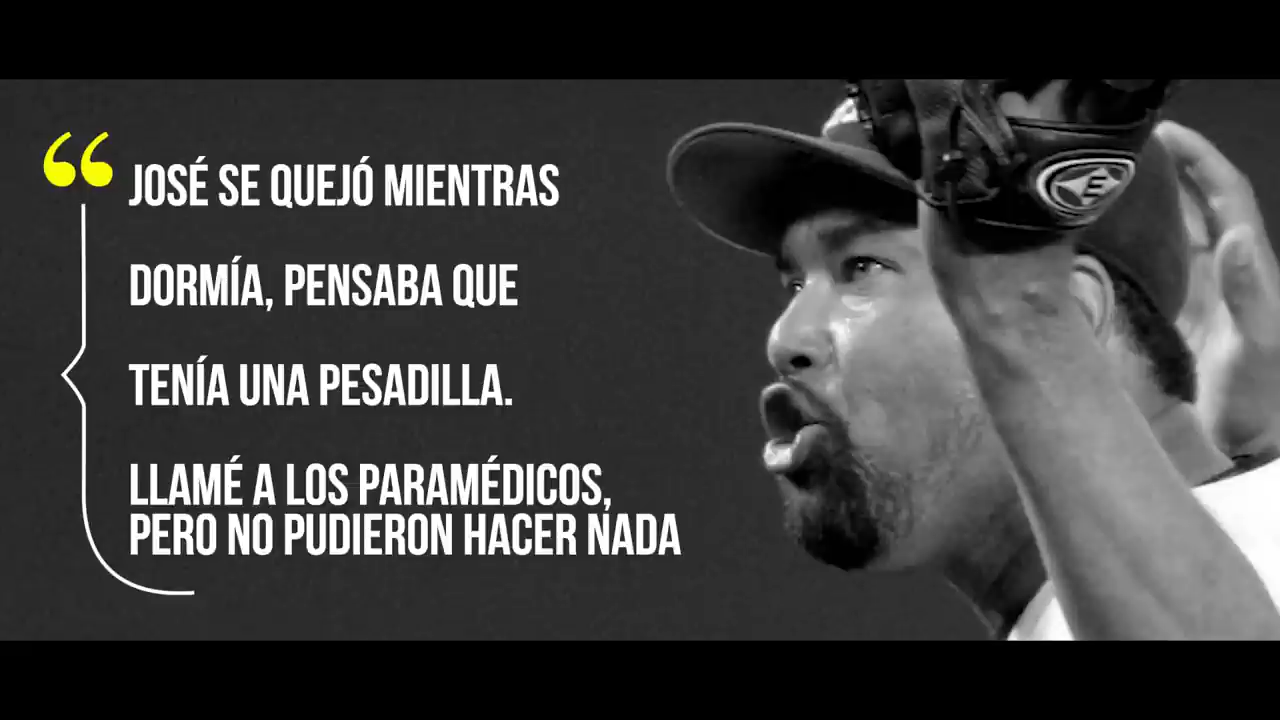 “ JOSÉ SE QUEJÓ MIENTRAS
DORMÍA, PENSABA QUE
TENÍA UNA PESADILLA.
LLAMÉ A LOS PARAMÉDICOS,
PERO NO PUDIERON HACER NADA
E